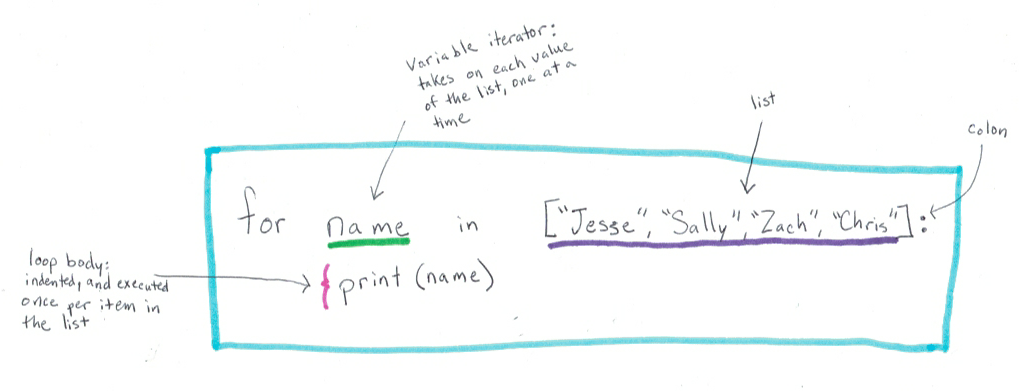 Variable iterator:
takes on each value
of the list, one at a
time
list
colon
for name in ["Jesse", "Sally", "Zach", "Chris"]:
loop body:
indented, and executed
once per item in
the list
{ print (name)